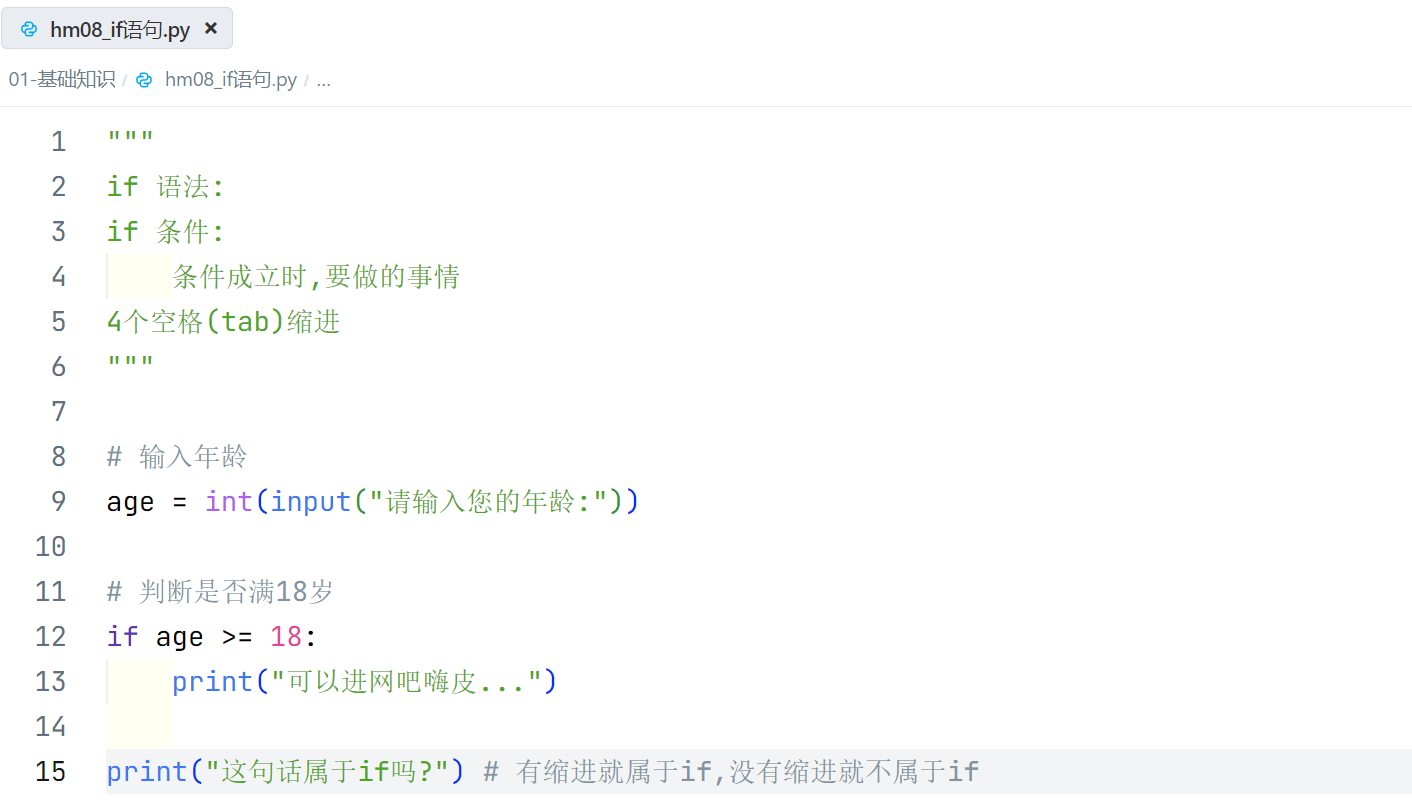 hm08_if语句.py ×
01-基础知识 / hm08_if语句.py / ...
1 """
2 if 语法:
3 if 条件:
4     条件成立时,要做的事情
5 4个空格(tab)缩进
6 """
7
8 # 输入年龄
9 age = int(input("请输入您的年龄:"))
10
11 # 判断是否满18岁
12 if age >= 18:
13     print("可以进网吧嗨皮...")
14
15 print("这句话属于if吗?") # 有缩进就属于if,没有缩进就不属于if